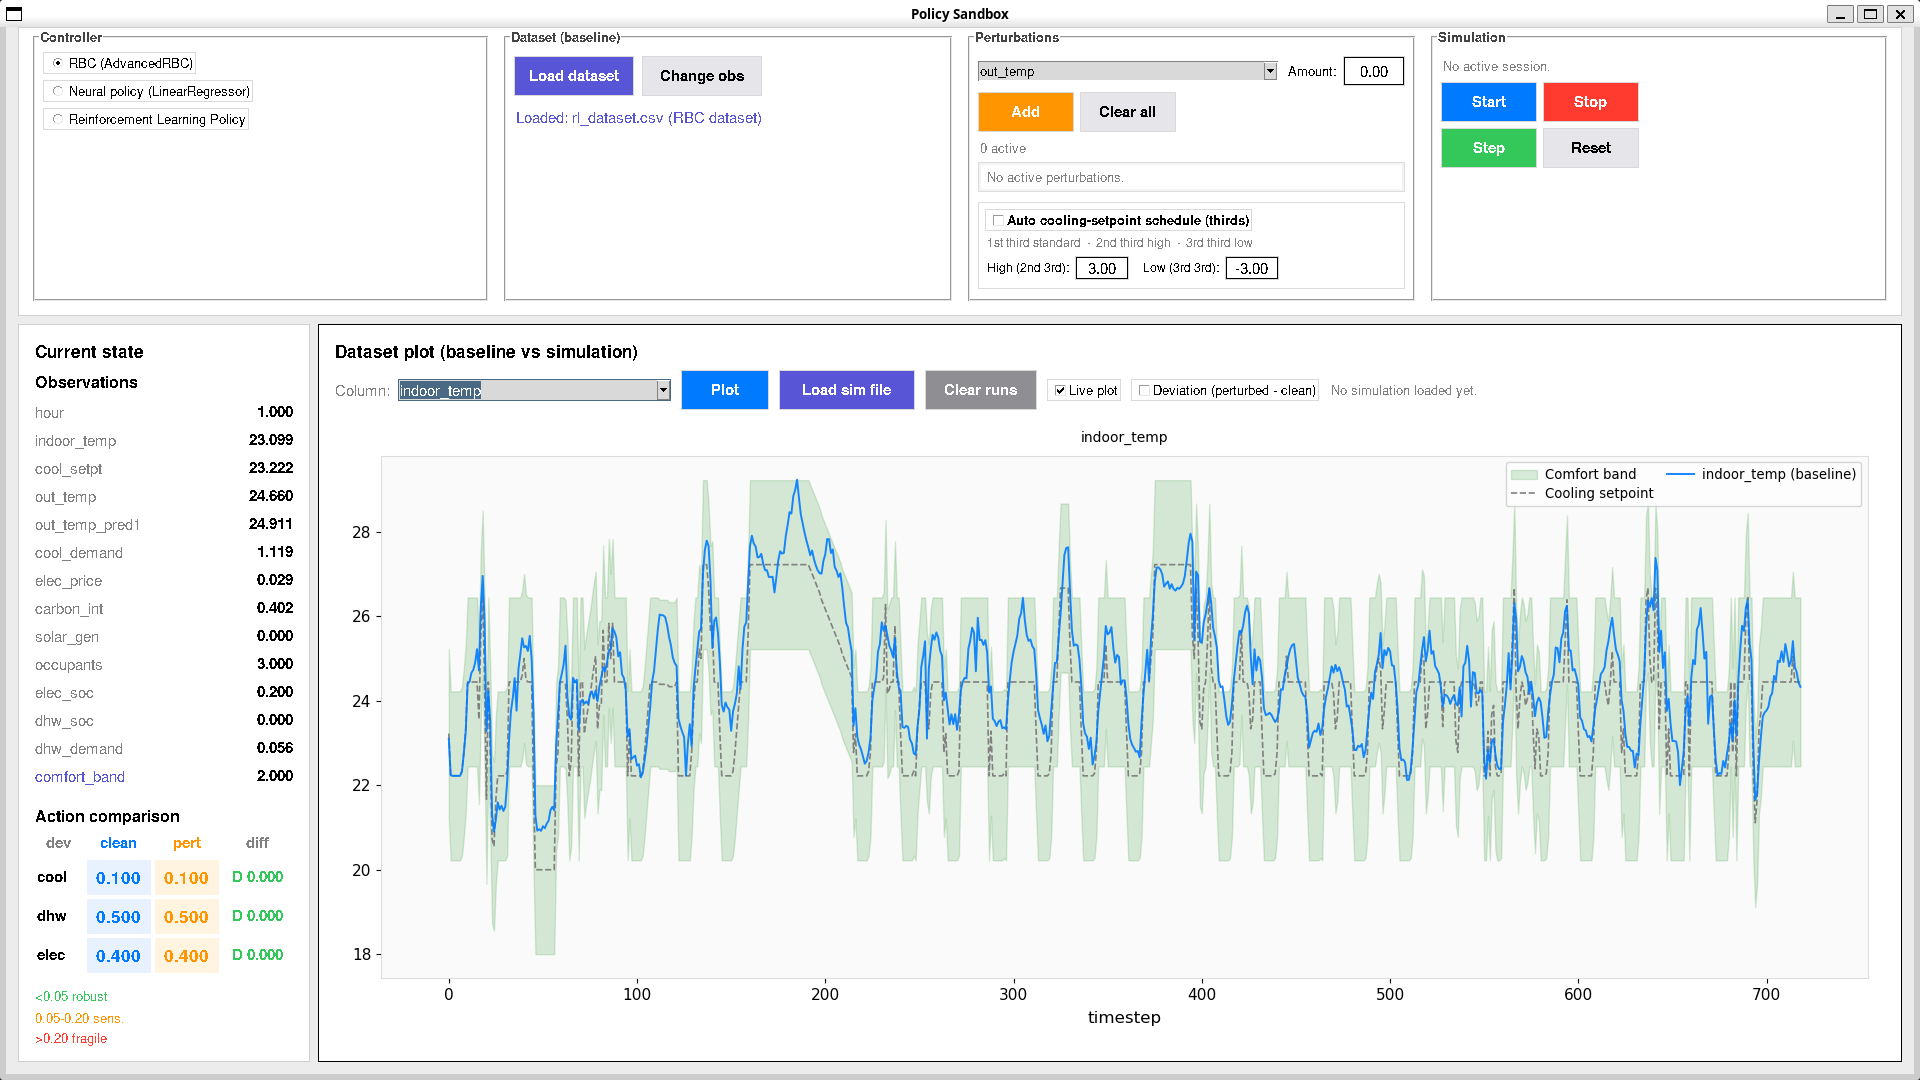 Policy Sandbox
Controller
RBC (AdvancedRBC)
Neural policy (LinearRegressor)
Reinforcement Learning Policy
Dataset (baseline)
Load dataset
Change obs
Loaded: rl_dataset.csv (RBC dataset)
Perturbations
out_temp
Amount:
0.00
Add
Clear all
0 active
No active perturbations.
Auto cooling-setpoint schedule (thirds)
1st third standard - 2nd third high - 3rd third low
High (2nd 3rd):
3.00
Low (3rd 3rd):
-3.00
Simulation
No active session.
Start
Stop
Step
Reset
Current state
Observations
hour 1.000
indoor_temp 23.099
cool_setpt 23.222
out_temp 24.660
out_temp_pred1 24.911
cool_demand 1.119
elec_price 0.029
carbon_int 0.402
solar_gen 0.000
occupants 3.000
elec_soc 0.200
dhw_soc 0.000
dhw_demand 0.056
comfort_band 2.000
Action comparison
dev clean pert diff
cool 0.100 0.100 D 0.000
dhw 0.500 0.500 D 0.000
elec 0.400 0.400 D 0.000
<0.05 robust
0.05-0.20 sens.
>0.20 fragile
Dataset plot (baseline vs simulation)
Column:
indoor_temp
Plot
Load sim file
Clear runs
Live plot
Deviation (perturbed - clean)
No simulation loaded yet.
indoor_temp
Comfort band
Cooling setpoint
indoor_temp (baseline)
28
26
24
22
20
18
0 100 200 300 400 500 600 700
timestep